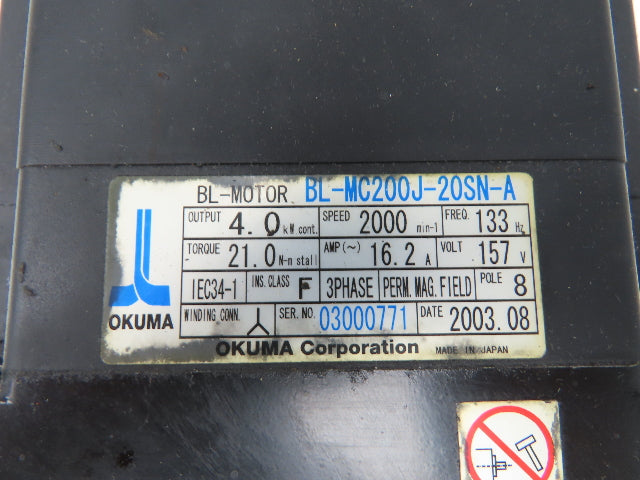 BL-MOTOR BL-MC200J-20SN-A
OUTPUT 4.0 kW cont. SPEED 2000 min-1 FREQ. 133 Hz
TORQUE 21.0 N-m stall AMP(~) 16.2 A VOLT 157 V
IEC34-1 INS.CLASS F 3PHASE PERM.MAG.FIELD POLE 8
OKUMA WINDING CONN. SER.NO. 03000771 DATE 2003.08
OKUMA Corporation MADE IN JAPAN